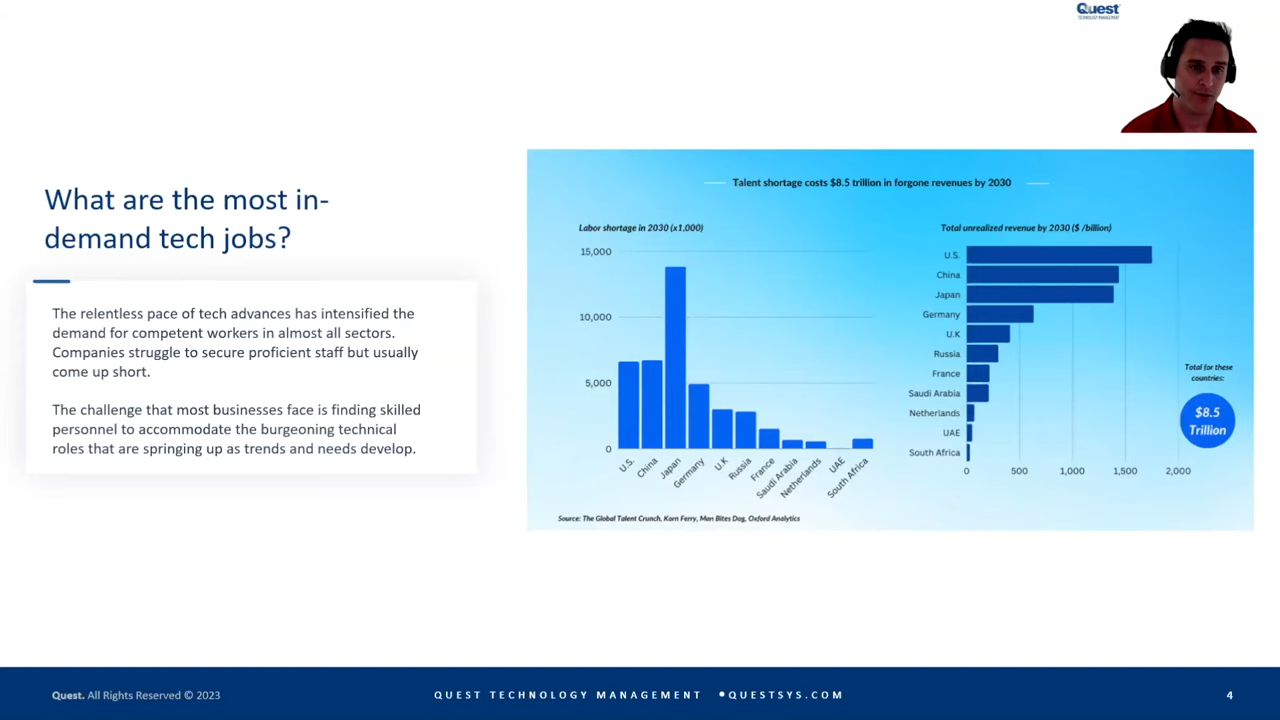 Quest
TECHNOLOGY MANAGEMENT
What are the most in-
demand tech jobs?
The relentless pace of tech advances has intensified the
demand for competent workers in almost all sectors.
Companies struggle to secure proficient staff but usually
come up short.
The challenge that most businesses face is finding skilled
personnel to accommodate the burgeoning technical
roles that are springing up as trends and needs develop.
Talent shortage costs $8.5 trillion in forgone revenues by 2030
Labor shortage in 2030 (x1,000)
15,000
10,000
5,000
0
U.S.
China
Japan
Germany
U.K
Russia
France
Saudi Arabia
Netherlands
UAE
South Africa
Source: The Global Talent Crunch, Korn Ferry, Man Bites Dog, Oxford Analytics
Total unrealized revenue by 2030 ($ /billion)
U.S.
China
Japan
Germany
U.K
Russia
France
Saudi Arabia
Netherlands
UAE
South Africa
0 500 1,000 1,500 2,000
Total for these
countries:
$8.5
Trillion
Quest. All Rights Reserved © 2023
QUEST TECHNOLOGY MANAGEMENT •QUESTSYS.COM
4